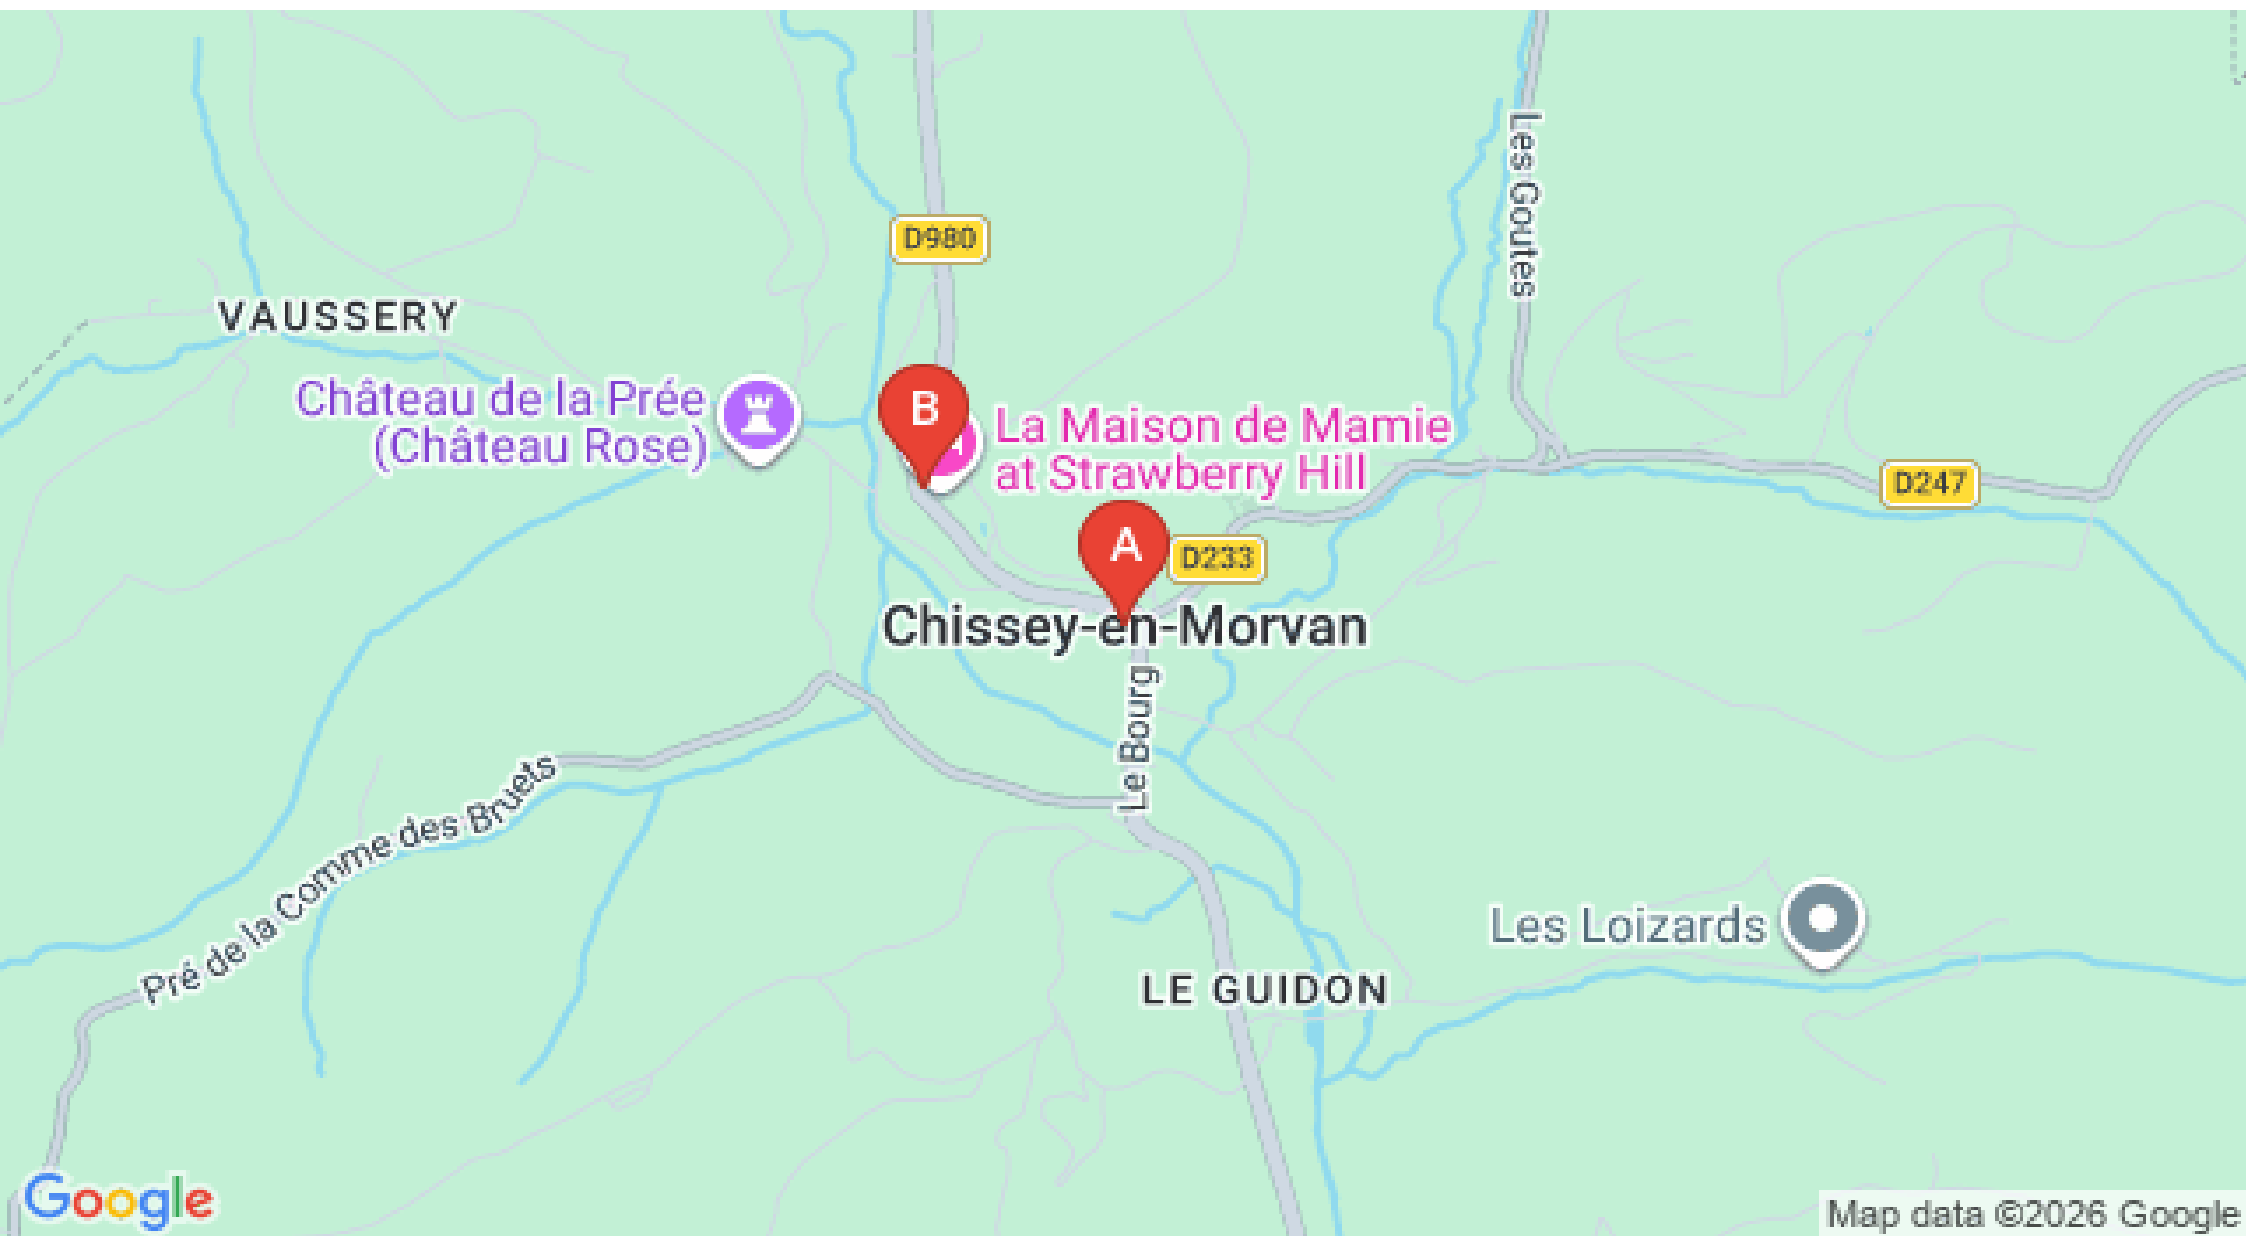 D980
Les Goutes
VAUSSERY
Château de la Prée
(Château Rose)
B
La Maison de Mamie
at Strawberry Hill
D247
A
D233
Chissey-en-Morvan
Le Bourg
Pré de la Comme des Bruets
Les Loizards
LE GUIDON
Google
Map data ©2026 Google